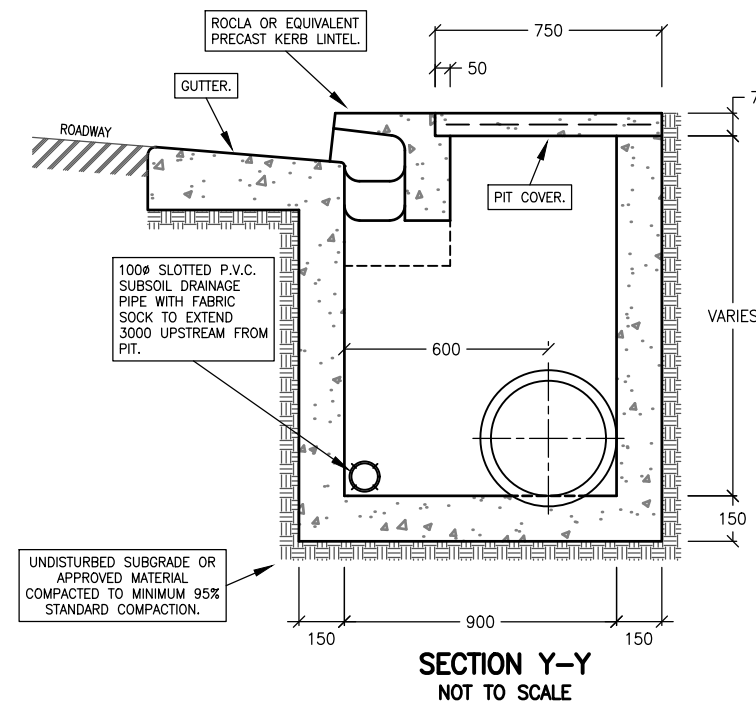 ROCLA OR EQUIVALENT
PRECAST KERB LINTEL.
750
50
GUTTER.
7
ROADWAY
PIT COVER.
100ø SLOTTED P.V.C.
SUBSOIL DRAINAGE
PIPE WITH FABRIC
SOCK TO EXTEND
3000 UPSTREAM FROM
PIT.
VARIES
600
150
UNDISTURBED SUBGRADE OR
APPROVED MATERIAL
COMPACTED TO MINIMUM 95%
STANDARD COMPACTION.
150
900
150
SECTION Y-Y
NOT TO SCALE